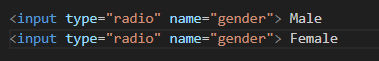 <input type="radio" name="gender"> Male
<input type="radio" name="gender"> Female